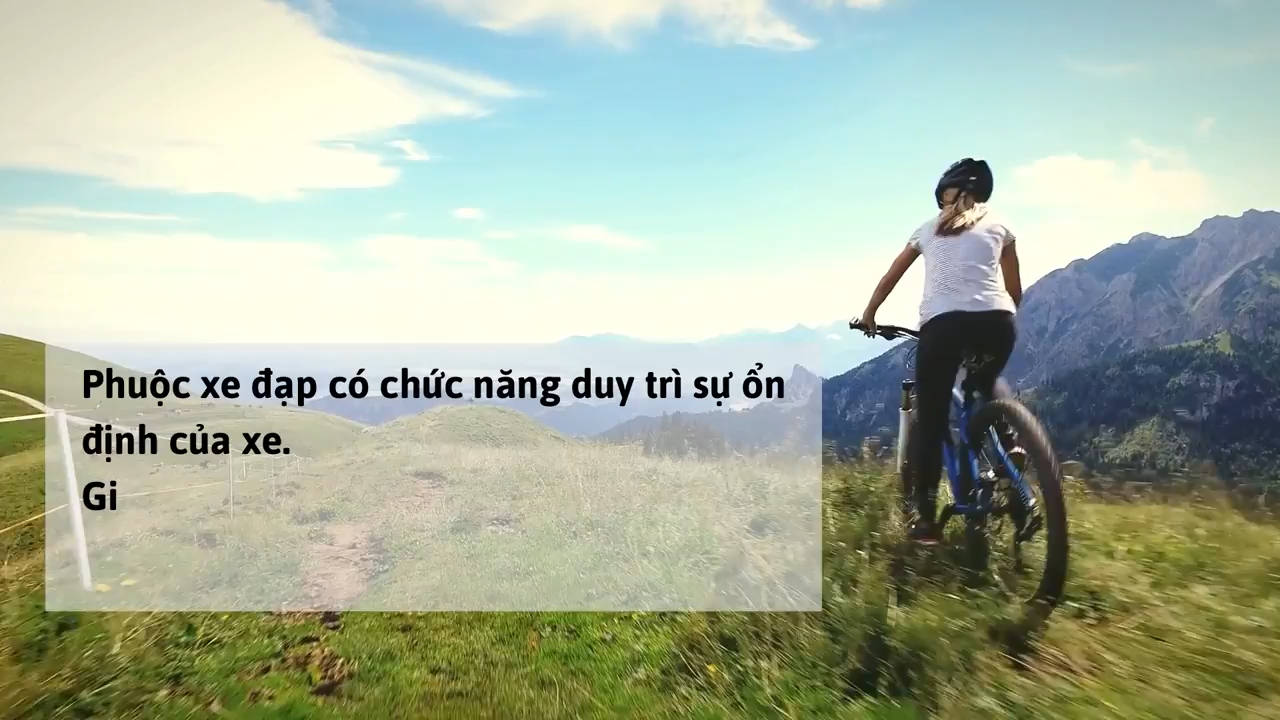 Phuộc xe đạp có chức năng duy trì sự ổn
định của xe.
Gi